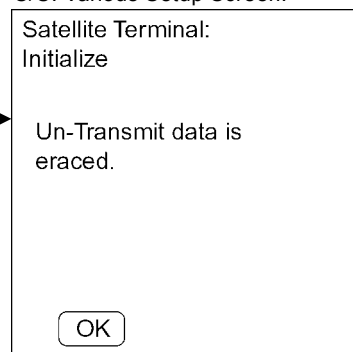 Satellite Terminal:
Initialize
Un-Transmit data is
eraced.
OK